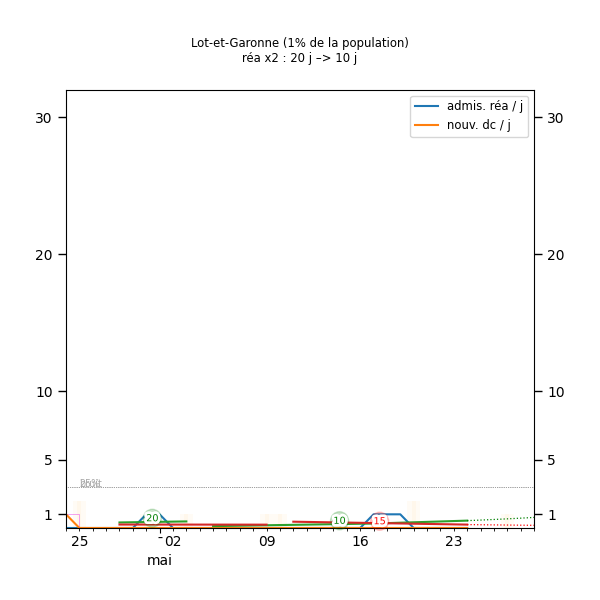 Lot-et-Garonne (1% de la population)
réa x2 : 20 j –> 10 j
admis. réa / j
nouv. dc / j
30 30
20 20
10 10
5 5
1 1
20 10 15
25 02 09 16 23
mai